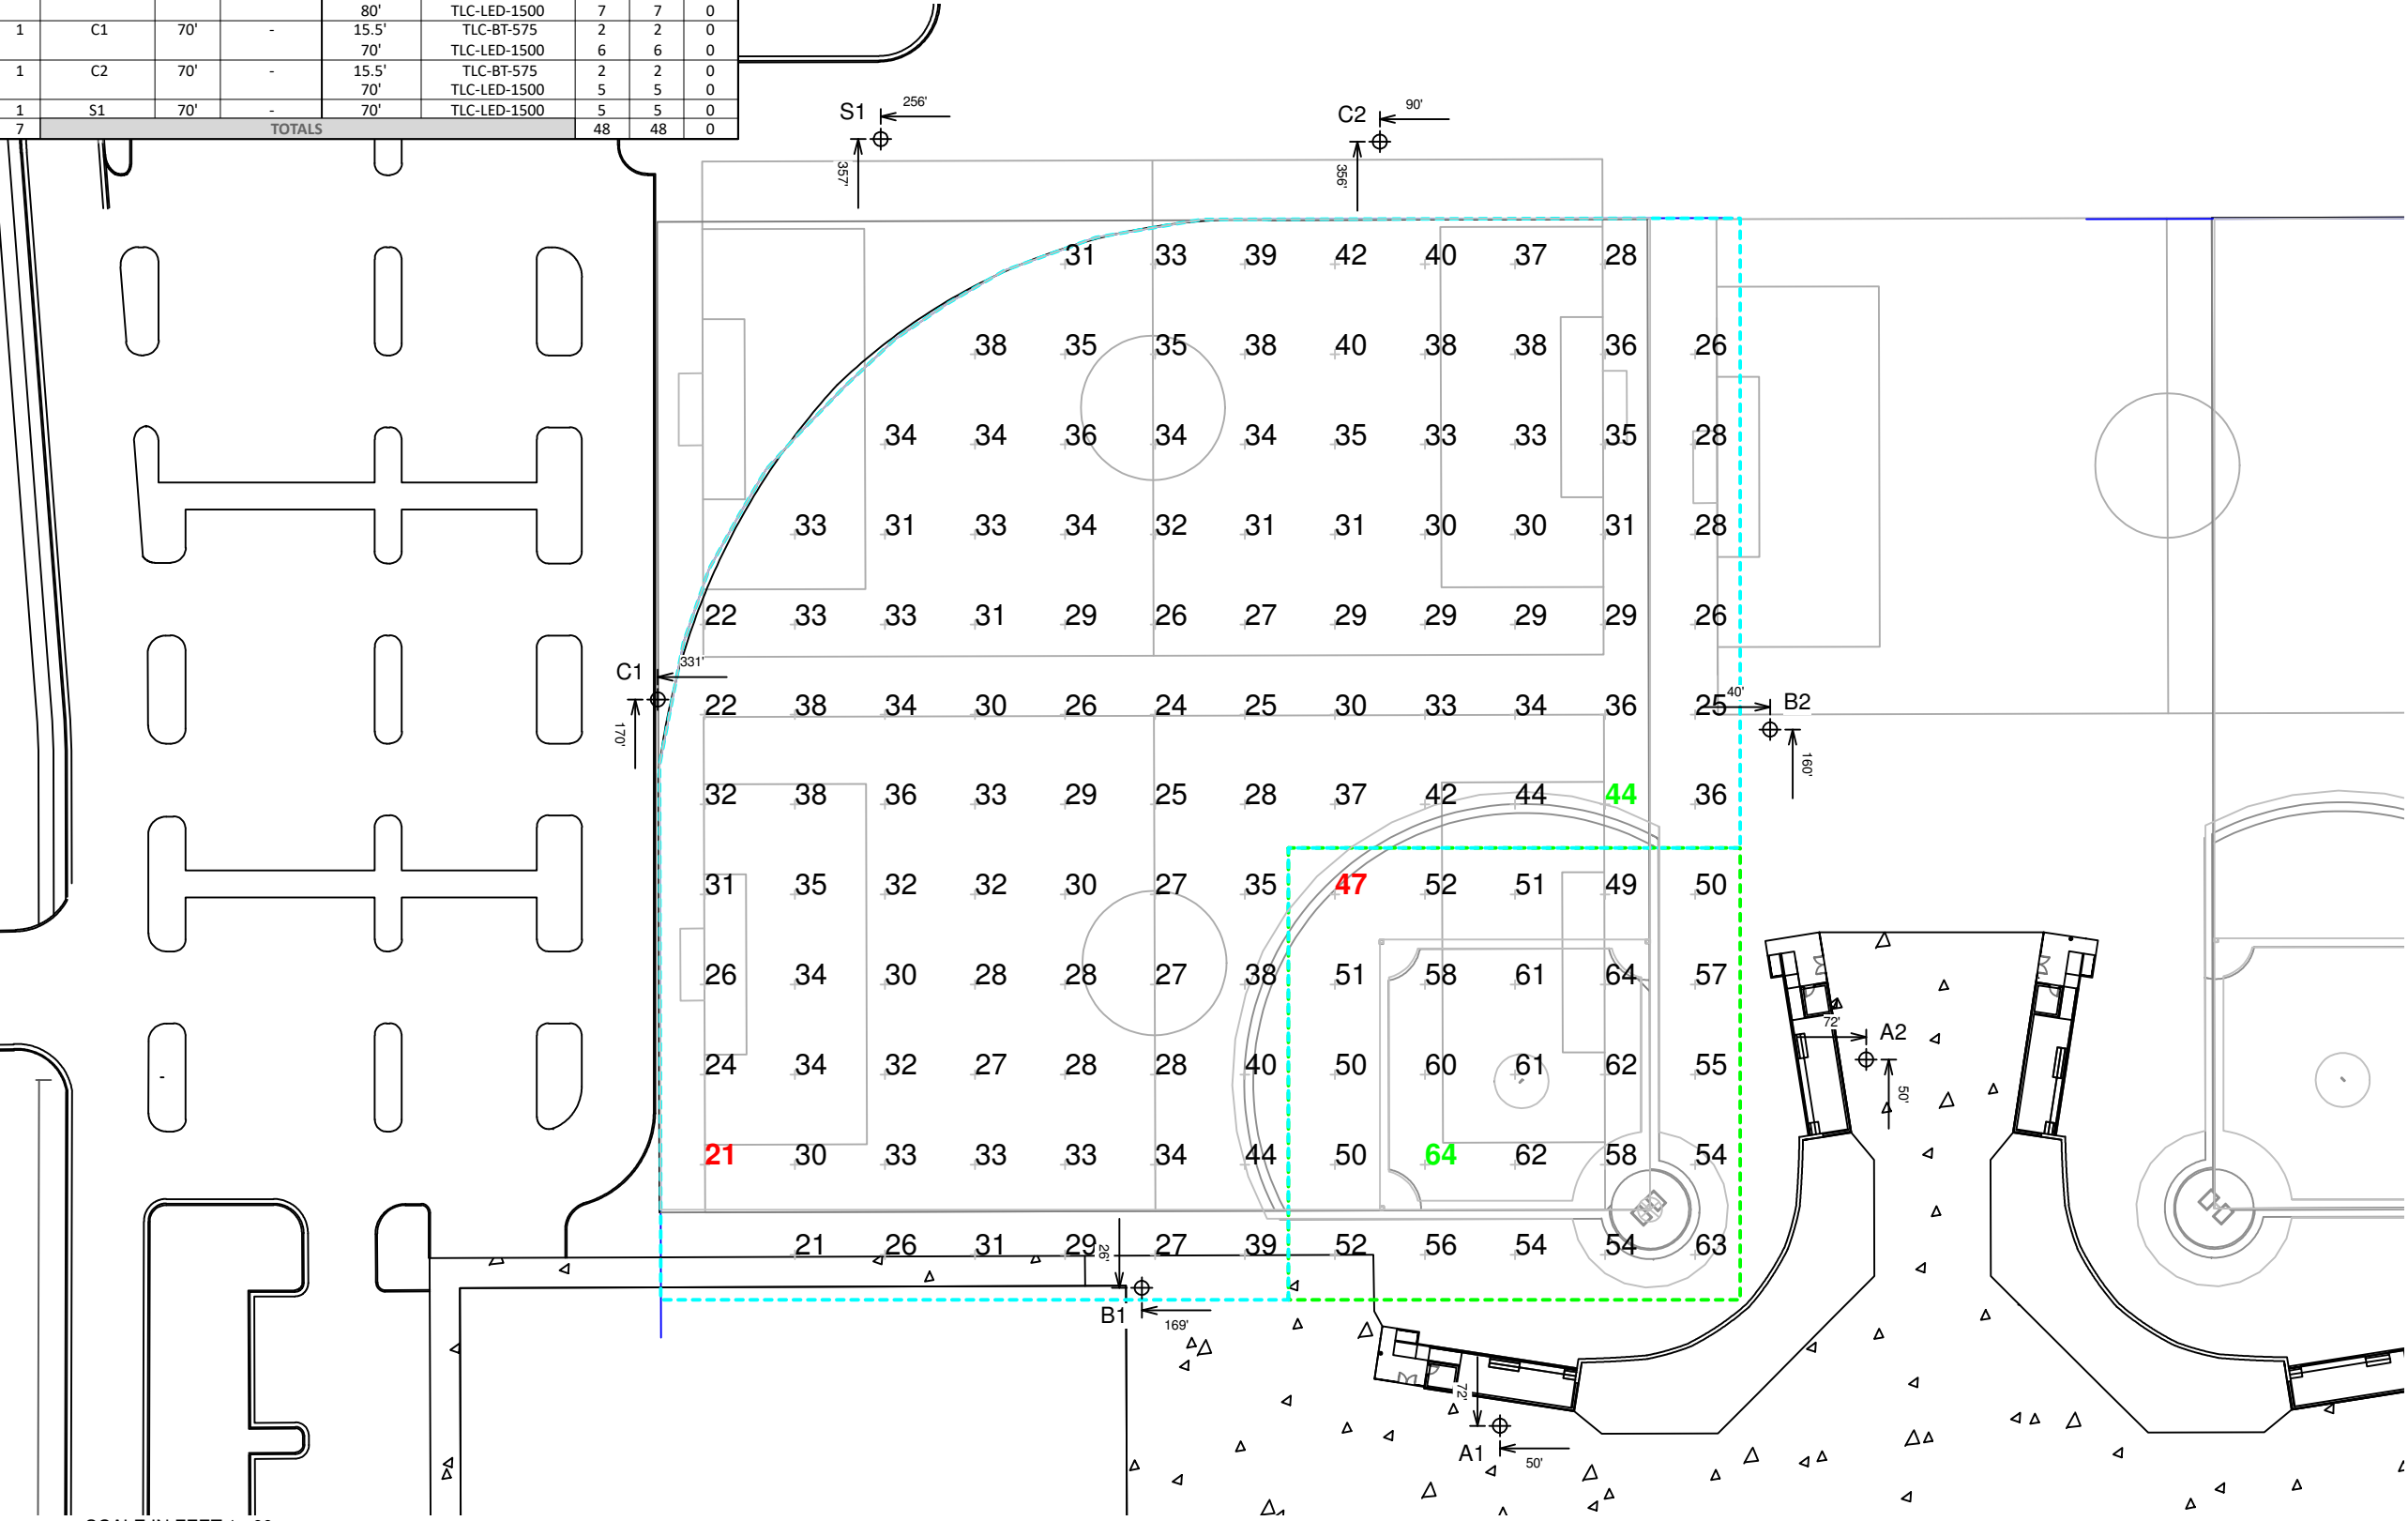 80' TLC-LED-1500 7 7 0
1 C1 70' - 15.5' TLC-BT-575 2 2 0
70' TLC-LED-1500 6 6 0
1 C2 70' - 15.5' TLC-BT-575 2 2 0
70' TLC-LED-1500 5 5 0
1 S1 70' - 70' TLC-LED-1500 5 5 0
7 TOTALS 48 48 0
S1 256'
357'
C2 90'
356'
31 33 39 42 40 37 28
38 35 35 38 40 38 38 36 26
34 34 36 34 34 35 33 33 35 28
33 31 33 34 32 31 31 30 30 31 28
22 33 33 31 29 26 27 29 29 29 29 26
C1 331'
170'
22 38 34 30 26 24 25 30 33 34 36 25
40' B2
160'
32 38 36 33 29 25 28 37 42 44 44 36
31 35 32 32 30 27 35 47 52 51 49 50
26 34 30 28 28 27 38 51 58 61 64 57
72' A2
50'
24 34 32 27 28 28 40 50 60 61 62 55
21 30 33 33 33 34 44 50 64 62 58 54
21 26 31 29 27 39 52 56 54 54 63
26'
B1 169'
72'
A1 50'